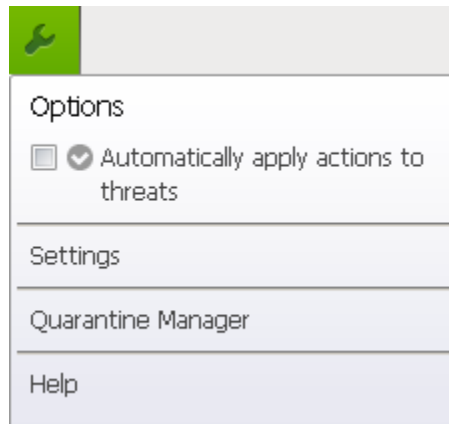 Options
Automatically apply actions to
threats
Settings
Quarantine Manager
Help